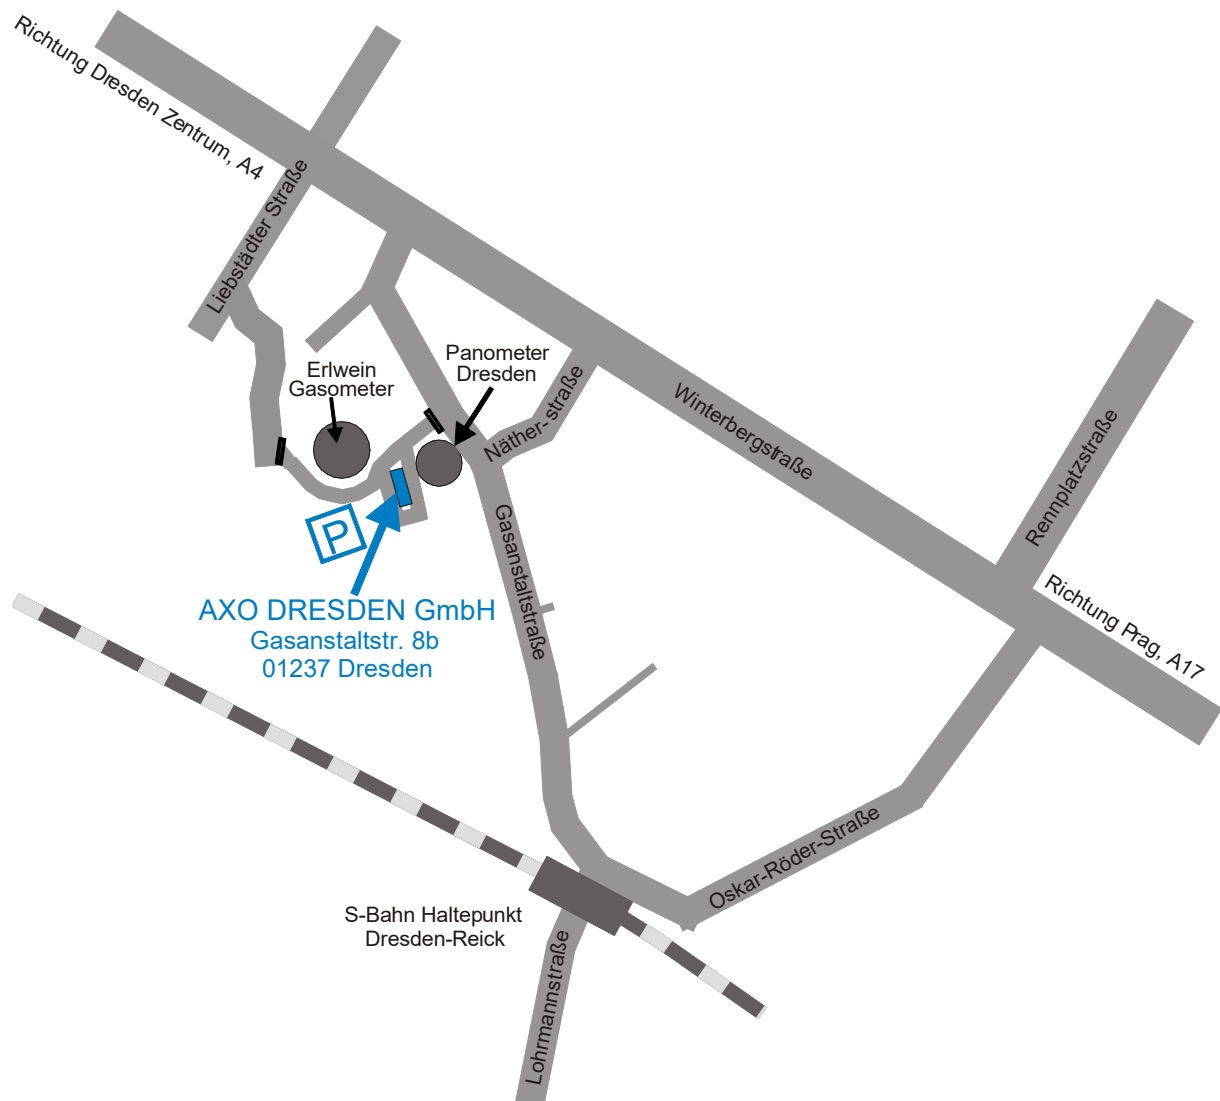 Richtung Dresden Zentrum, A4
Liebstädter Straße
Panometer
Dresden
Erlwein
Gasometer
Näther-straße
Winterbergstraße
Rennplatzstraße
Gasanstaltstraße
P
Richtung Prag, A17
AXO DRESDEN GmbH
Gasanstaltstr. 8b
01237 Dresden
Oskar-Röder-Straße
S-Bahn Haltepunkt
Dresden-Reick
Lohrmannstraße